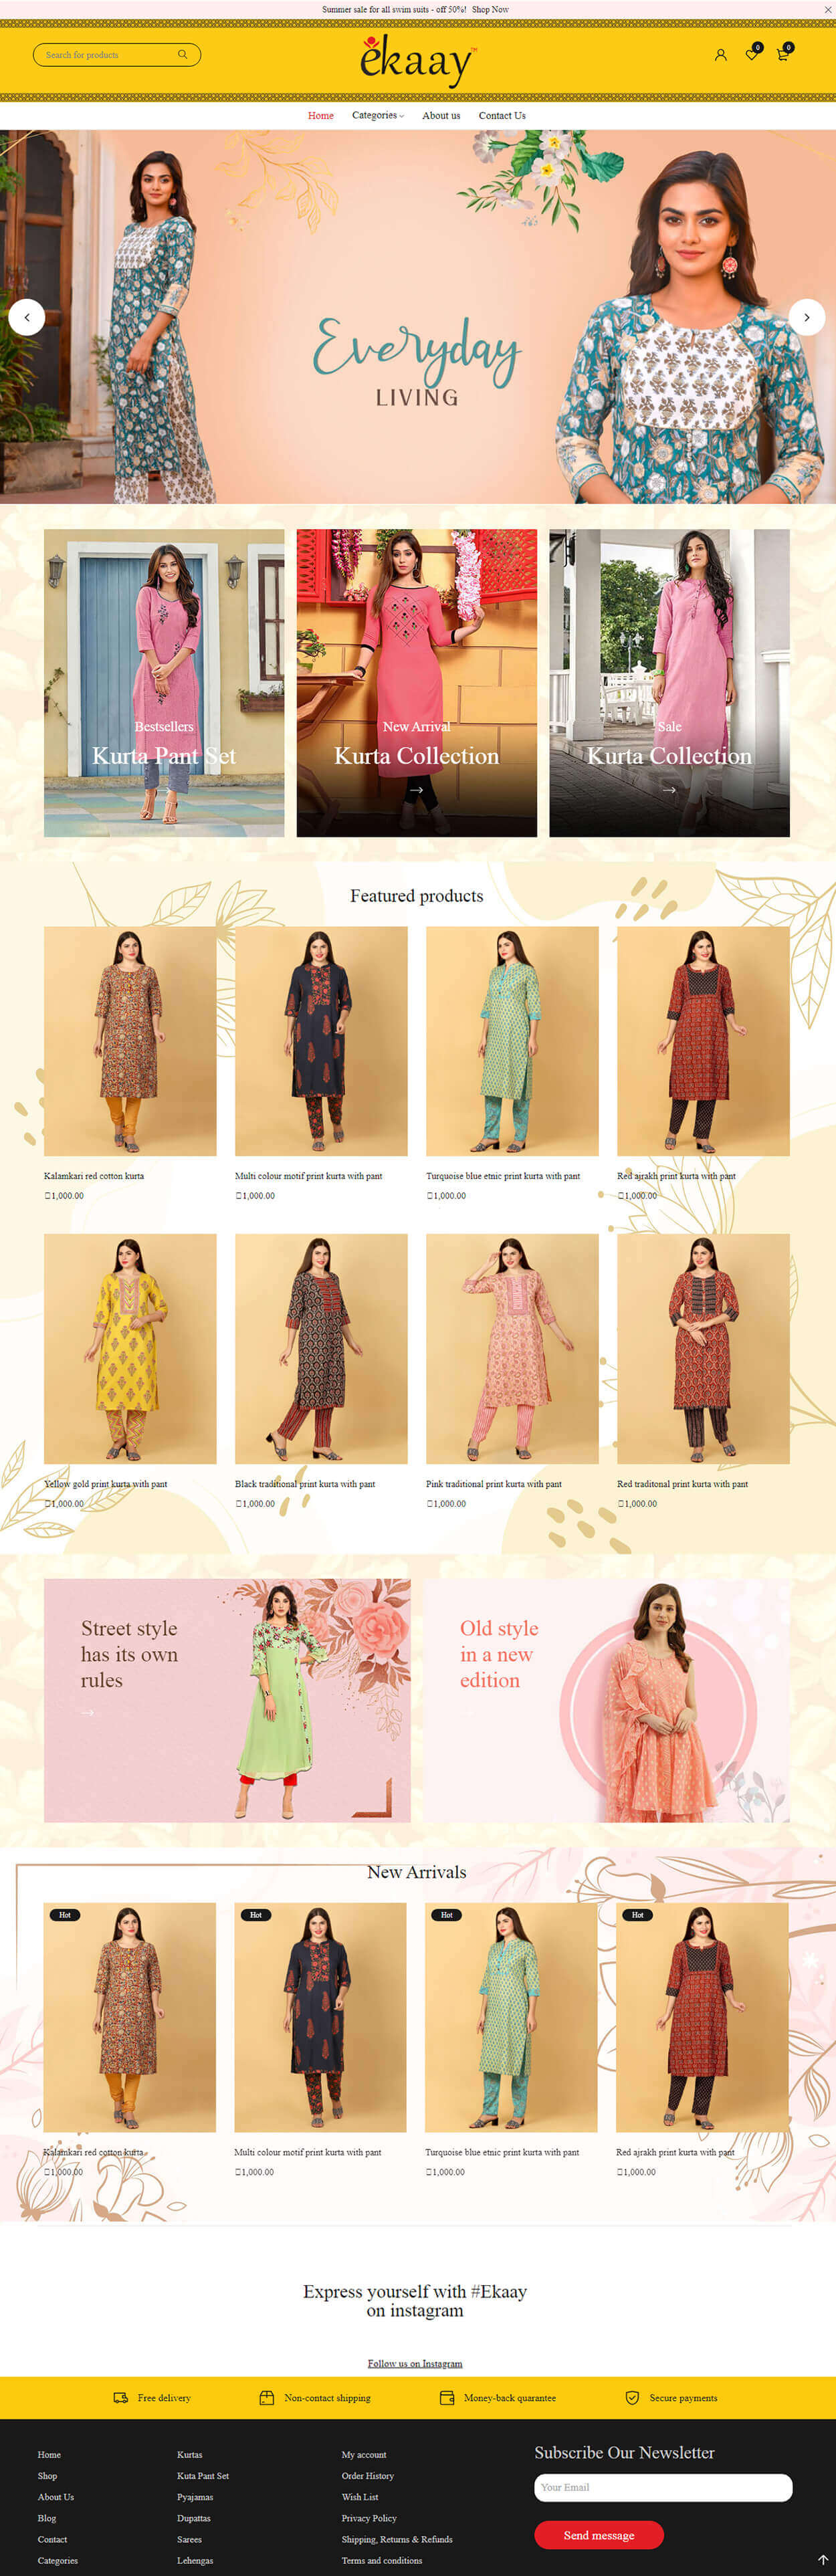 Summer sale for all swim suits - off 50%! Shop Now
Search for products
ekaay™
0
0
Home Categories About us Contact Us
Everyday
LIVING
Bestsellers
Kurta Pant Set
New Arrival
Kurta Collection
Sale
Kurta Collection
Featured products
Kalamkari red cotton kurta
1,000.00
Multi colour motif print kurta with pant
1,000.00
Turquoise blue etnic print kurta with pant
1,000.00
Red ajrakh print kurta with pant
1,000.00
Yellow gold print kurta with pant
1,000.00
Black traditional print kurta with pant
1,000.00
Pink traditional print kurta with pant
1,000.00
Red traditonal print kurta with pant
1,000.00
Street style
has its own
rules
Old style
in a new
edition
New Arrivals
Hot
Kalamkari red cotton kurta
1,000.00
Hot
Multi colour motif print kurta with pant
1,000.00
Hot
Turquoise blue etnic print kurta with pant
1,000.00
Hot
Red ajrakh print kurta with pant
1,000.00
Express yourself with #Ekaay
on instagram
Follow us on Instagram
Free delivery
Non-contact shipping
Money-back quarantee
Secure payments
Home
Shop
About Us
Blog
Contact
Categories
Kurtas
Kuta Pant Set
Pyajamas
Dupattas
Sarees
Lehengas
My account
Order History
Wish List
Privacy Policy
Shipping, Returns & Refunds
Terms and conditions
Subscribe Our Newsletter
Your Email
Send message